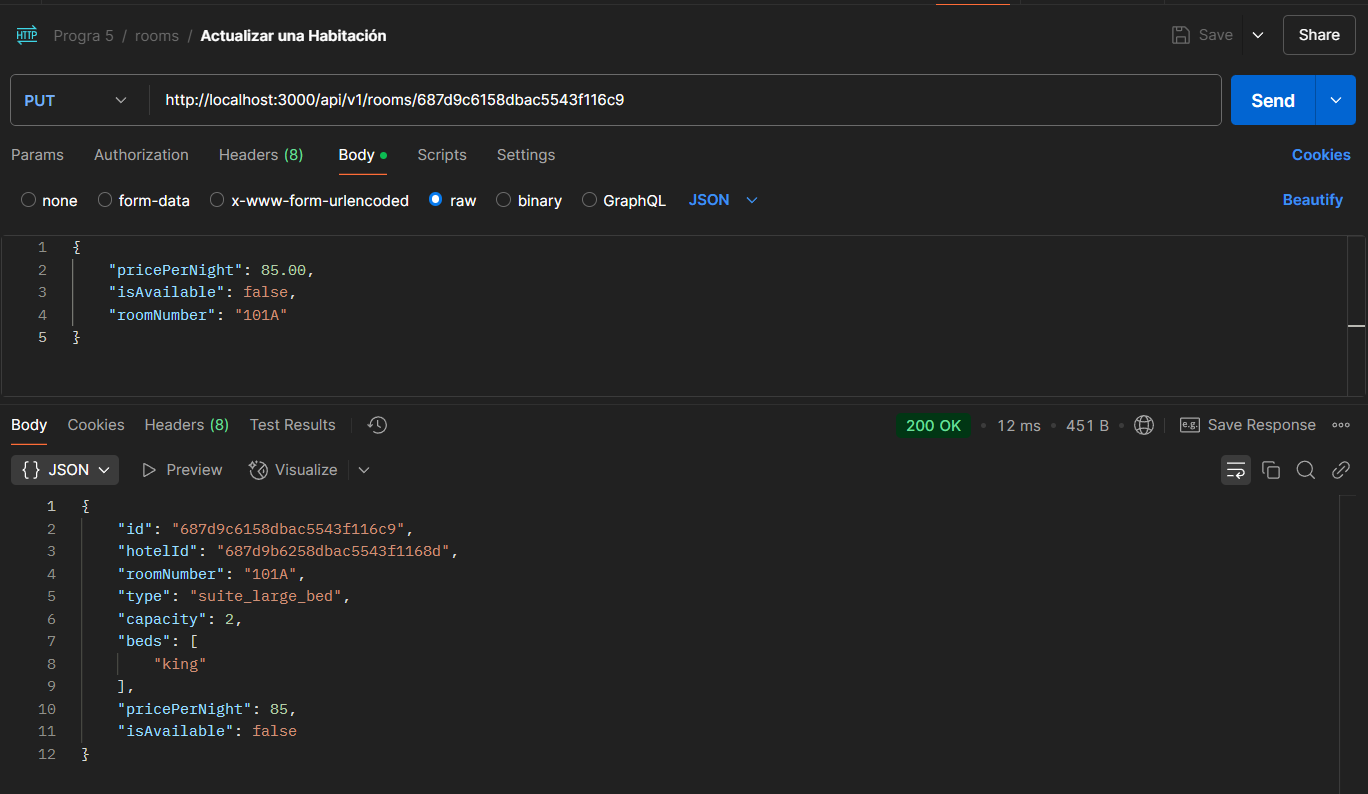 HTTP Progra 5 / rooms / Actualizar una Habitación Save Share
PUT http://localhost:3000/api/v1/rooms/687d9c6158dbac5543f116c9 Send
Params Authorization Headers (8) Body Scripts Settings Cookies
none form-data x-www-form-urlencoded raw binary GraphQL JSON Beautify
1 {
2 "pricePerNight": 85.00,
3 "isAvailable": false,
4 "roomNumber": "101A"
5 }
Body Cookies Headers (8) Test Results 200 OK • 12 ms • 451 B • e.g. Save Response
{} JSON Preview Visualize
1 {
2 "id": "687d9c6158dbac5543f116c9",
3 "hotelId": "687d9b6258dbac5543f1168d",
4 "roomNumber": "101A",
5 "type": "suite_large_bed",
6 "capacity": 2,
7 "beds": [
8 "king"
9 ],
10 "pricePerNight": 85,
11 "isAvailable": false
12 }